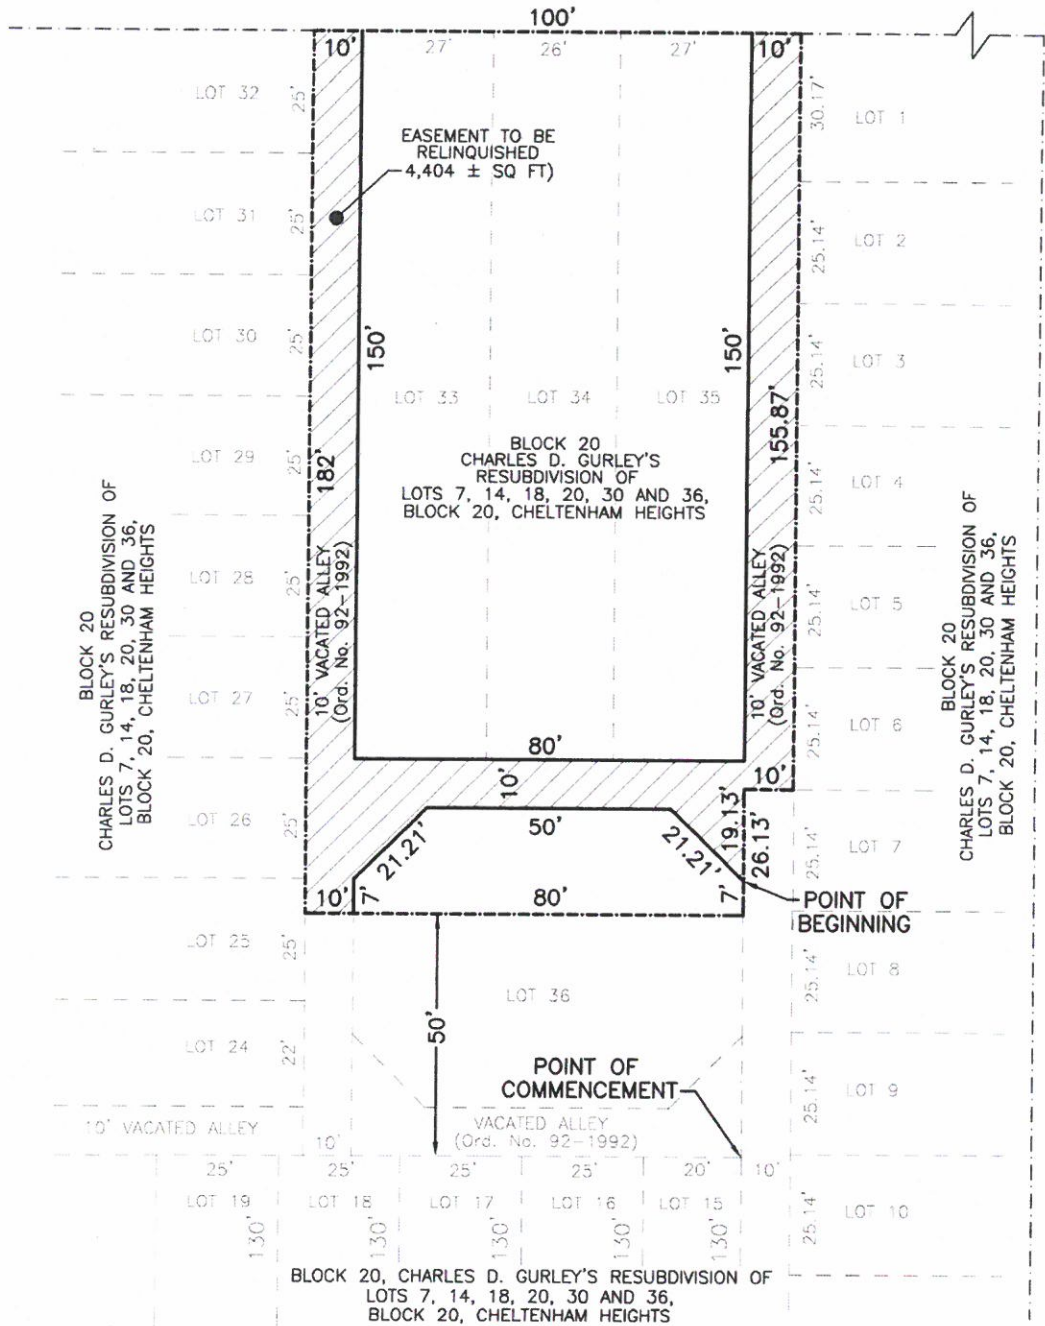 100'
10'
27'
26'
27'
10'
LOT 32
25'
30.17'
LOT 1
EASEMENT TO BE
RELINQUISHED
4,404 ± SQ FT)
LOT 31
25'
25.14'
LOT 2
LOT 30
25'
150'
150'
25.14'
LOT 3
LOT 33
LOT 34
LOT 35
155.87'
BLOCK 20
CHARLES D. GURLEY'S
RESUBDIVISION OF
LOTS 7, 14, 18, 20, 30 AND 36,
BLOCK 20, CHELTENHAM HEIGHTS
LOT 29
25'
182'
25.14'
LOT 4
BLOCK 20
CHARLES D. GURLEY'S RESUBDIVISION OF
LOTS 7, 14, 18, 20, 30 AND 36,
BLOCK 20, CHELTENHAM HEIGHTS
LOT 28
25'
10' VACATED ALLEY
(Ord. No. 92-1992)
10' VACATED ALLEY
(Ord. No. 92-1992)
25.14'
LOT 5
BLOCK 20
CHARLES D. GURLEY'S RESUBDIVISION OF
LOTS 7, 14, 18, 20, 30 AND 36,
BLOCK 20, CHELTENHAM HEIGHTS
LOT 27
25'
25.14'
LOT 6
80'
10'
10'
LOT 26
25'
50'
21.21'
21.21'
19.13'
26.13'
25.14'
LOT 7
10'
7'
80'
7'
POINT OF
BEGINNING
LOT 25
25'
25.14'
LOT 8
LOT 36
50'
LOT 24
22'
POINT OF
COMMENCEMENT
25.14'
LOT 9
10' VACATED ALLEY
10'
VACATED ALLEY
(Ord. No. 92-1992)
25'
25'
25'
25'
20'
10'
LOT 19
LOT 18
LOT 17
LOT 16
LOT 15
25.14'
LOT 10
130'
130'
130'
130'
130'
BLOCK 20, CHARLES D. GURLEY'S RESUBDIVISION OF
LOTS 7, 14, 18, 20, 30 AND 36,
BLOCK 20, CHELTENHAM HEIGHTS